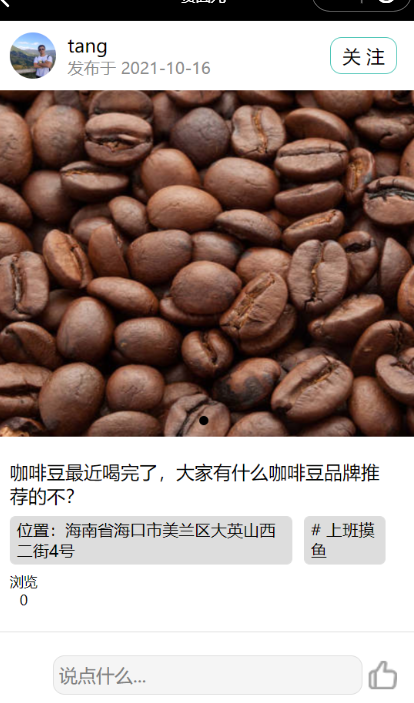 tang
发布于 2021-10-16
关 注
咖啡豆最近喝完了，大家有什么咖啡豆品牌推
荐的不?
位置：海南省海口市美兰区大英山西
二街4号
# 上班摸
鱼
浏览
0
说点什么...